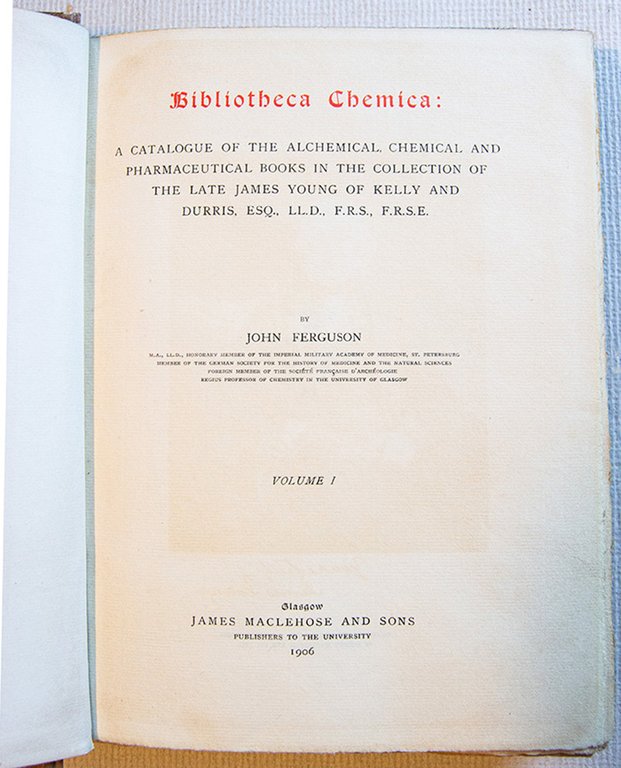 Bibliotheca Chemica:
A CATALOGUE OF THE ALCHEMICAL, CHEMICAL AND
PHARMACEUTICAL BOOKS IN THE COLLECTION OF
THE LATE JAMES YOUNG OF KELLY AND
DURRIS, ESQ., LL.D., F.R.S., F.R.S.E.
BY
JOHN FERGUSON
M.A., LL.D., HONORARY MEMBER OF THE IMPERIAL MILITARY ACADEMY OF MEDICINE, ST. PETERSBURG
MEMBER OF THE GERMAN SOCIETY FOR THE HISTORY OF MEDICINE AND THE NATURAL SCIENCES
FOREIGN MEMBER OF THE SOCIÉTÉ FRANÇAISE D'ARCHÉOLOGIE
REGIUS PROFESSOR OF CHEMISTRY IN THE UNIVERSITY OF GLASGOW
VOLUME I
Glasgow
JAMES MACLEHOSE AND SONS
PUBLISHERS TO THE UNIVERSITY
1906